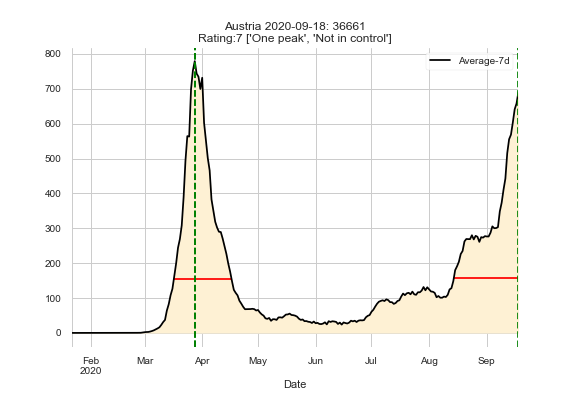 Austria 2020-09-18: 36661
Rating:7 ['One peak', 'Not in control']
Average-7d
800
700
600
500
400
300
200
100
0
Feb
2020
Mar
Apr
May
Jun
Jul
Aug
Sep
Date